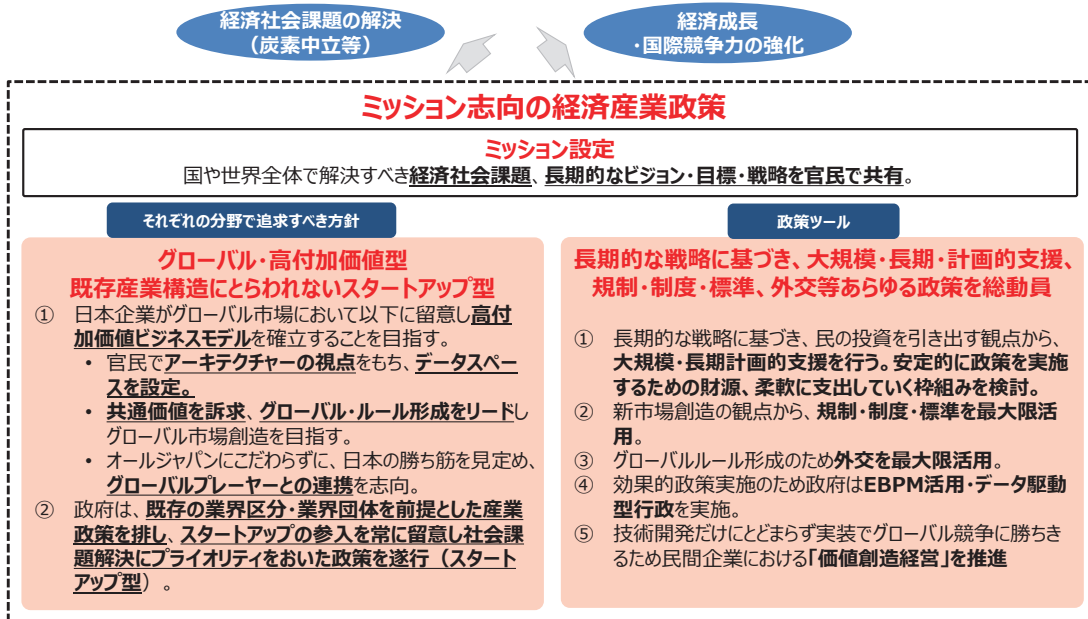 経済社会課題の解決
（炭素中立等）
経済成長
・国際競争力の強化
ミッション志向の経済産業政策
ミッション設定
国や世界全体で解決すべき経済社会課題、長期的なビジョン・目標・戦略を官民で共有。
それぞれの分野で追求すべき方針
グローバル・高付加価値型
既存産業構造にとらわれないスタートアップ型
① 日本企業がグローバル市場において以下に留意し高付
加価値ビジネスモデルを確立することを目指す。
• 官民でアーキテクチャーの視点をもち、データスペー
スを設定。
• 共通価値を訴求、グローバル・ルール形成をリードし
グローバル市場創造を目指す。
• オールジャパンにこだわらずに、日本の勝ち筋を見定め、
グローバルプレーヤーとの連携を志向。
② 政府は、既存の業界区分・業界団体を前提とした産業
政策を排し、スタートアップの参入を常に留意し社会課
題解決にプライオリティをおいた政策を遂行（スタート
アップ型）。
政策ツール
長期的な戦略に基づき、大規模・長期・計画的支援、
規制・制度・標準、外交等あらゆる政策を総動員
① 長期的な戦略に基づき、民の投資を引き出す観点から、
大規模・長期計画的支援を行う。安定的に政策を実施
するための財源、柔軟に支出していく枠組みを検討。
② 新市場創造の観点から、規制・制度・標準を最大限活
用。
③ グローバルルール形成のため外交を最大限活用。
④ 効果的政策実施のため政府はEBPM活用・データ駆動
型行政を実施。
⑤ 技術開発だけにとどまらず実装でグローバル競争に勝ちき
るため民間企業における「価値創造経営」を推進